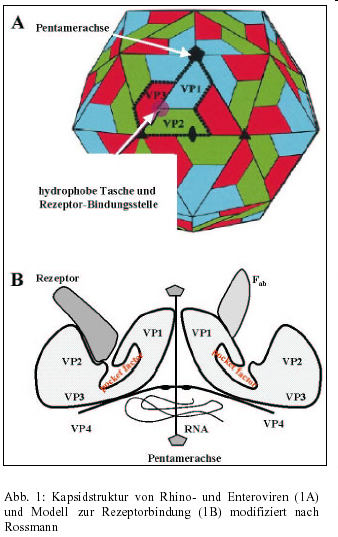 A
Pentamerachse
VP1
VP3
VP2
hydrophobe Tasche und
Rezeptor-Bindungsstelle
B
Rezeptor
Fab
VP1
VP1
VP2
VP2
Pocket factor
Pocket factor
VP3
VP3
VP4
VP4
RNA
Pentamerachse
Abb. 1: Kapsidstruktur von Rhino- und Enteroviren (1A)
und Modell zur Rezeptorbindung (1B) modifiziert nach
Rossmann